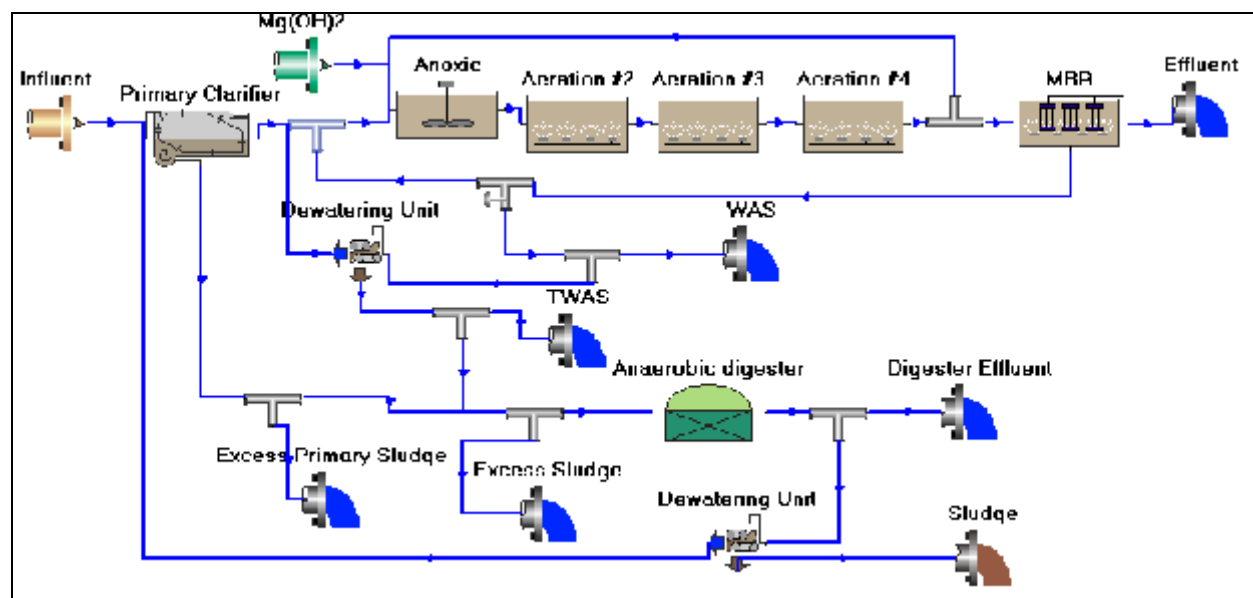 Mg(OH)2
Influent
Primary Clarifier
Anoxic
Aeration #2
Aeration #3
Aeration #4
MBR
Effluent
Dewatering Unit
WAS
TWAS
Anaerobic digester
Digester Effluent
Excess Primary Sludge
Excess Sludge
Dewatering Unit
Sludge